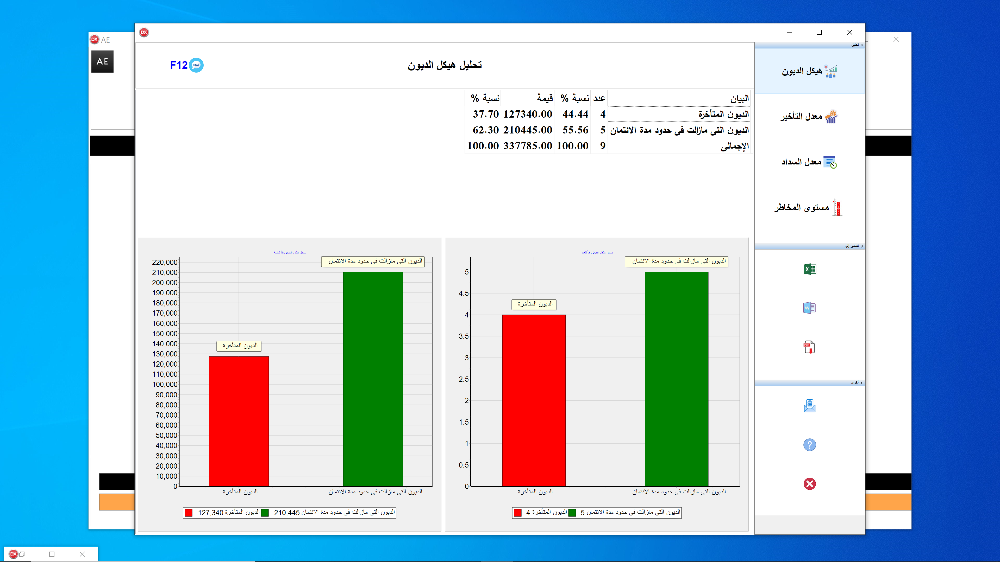 AE
AE
تحليل هيكل الديون
F12
NEW
البيان عدد نسبة % قيمة نسبة %
الديون المتأخرة 4 44.44 127340.00 37.70
الديون التى مازالت فى حدود مدة الائتمان 5 55.56 210445.00 62.30
الإجمالى 9 100.00 337785.00 100.00
تحليل
هيكل الديون
معدل التأخير
معدل السداد
مستوى المخاطر
RISK
تصدير إلى
X
W
PDF
أخرى
?
تحليل هيكل الديون وفقاً للعدد
الديون التى مازالت فى حدود مدة الائتمان
الديون المتأخرة
5
4.5
4
3.5
3
2.5
2
1.5
1
0.5
0
الديون المتأخرة
الديون التى مازالت فى حدود مدة الائتمان
4 الديون المتأخرة
5 الديون التى مازالت فى حدود مدة الائتمان
تحليل هيكل الديون وفقاً للقيمة
الديون التى مازالت فى حدود مدة الائتمان
الديون المتأخرة
220,000
210,000
200,000
190,000
180,000
170,000
160,000
150,000
140,000
130,000
120,000
110,000
100,000
90,000
80,000
70,000
60,000
50,000
40,000
30,000
20,000
10,000
0
الديون المتأخرة
الديون التى مازالت فى حدود مدة الائتمان
127,340 الديون المتأخرة
210,445 الديون التى مازالت فى حدود مدة الائتمان
DX
DX
DX